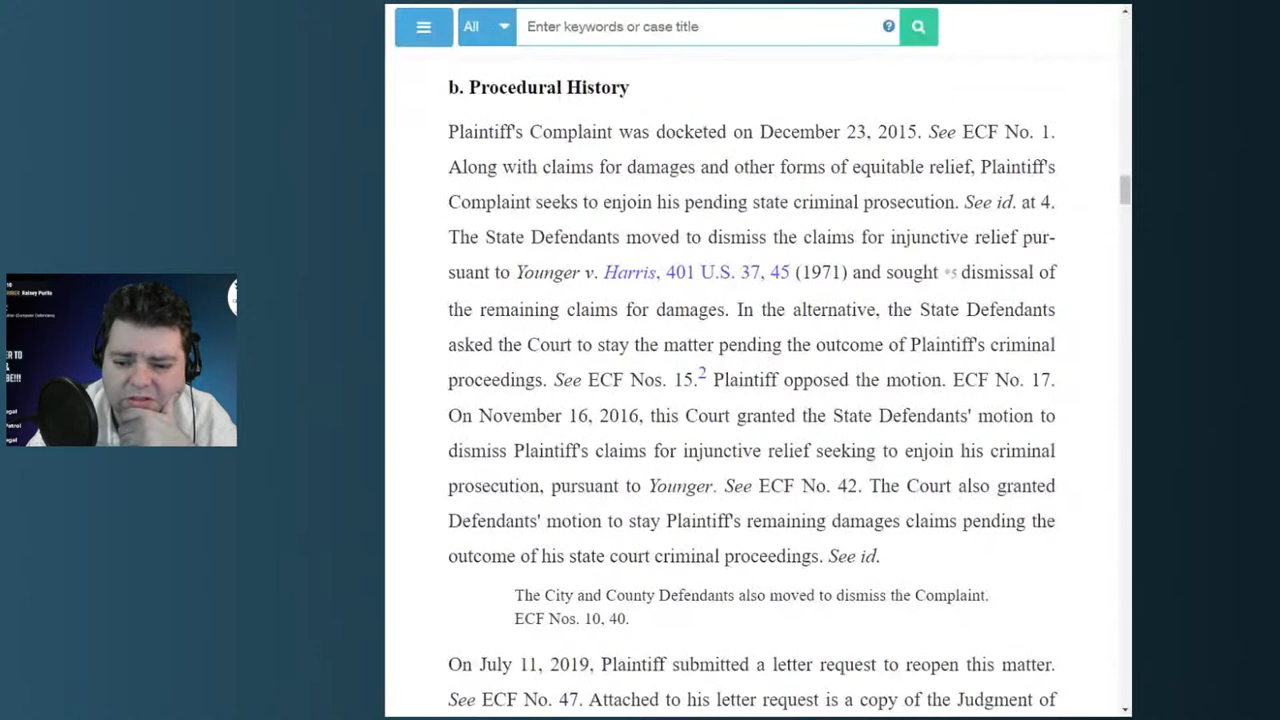 All
Enter keywords or case title
b. Procedural History
Plaintiff's Complaint was docketed on December 23, 2015. See ECF No. 1.
Along with claims for damages and other forms of equitable relief, Plaintiff's
Complaint seeks to enjoin his pending state criminal prosecution. See id. at 4.
The State Defendants moved to dismiss the claims for injunctive relief pur-
suant to Younger v. Harris, 401 U.S. 37, 45 (1971) and sought *5 dismissal of
the remaining claims for damages. In the alternative, the State Defendants
asked the Court to stay the matter pending the outcome of Plaintiff's criminal
proceedings. See ECF Nos. 15.2 Plaintiff opposed the motion. ECF No. 17.
On November 16, 2016, this Court granted the State Defendants' motion to
dismiss Plaintiff's claims for injunctive relief seeking to enjoin his criminal
prosecution, pursuant to Younger. See ECF No. 42. The Court also granted
Defendants' motion to stay Plaintiff's remaining damages claims pending the
outcome of his state court criminal proceedings. See id.
The City and County Defendants also moved to dismiss the Complaint.
ECF Nos. 10, 40.
On July 11, 2019, Plaintiff submitted a letter request to reopen this matter.
See ECF No. 47. Attached to his letter request is a copy of the Judgment of